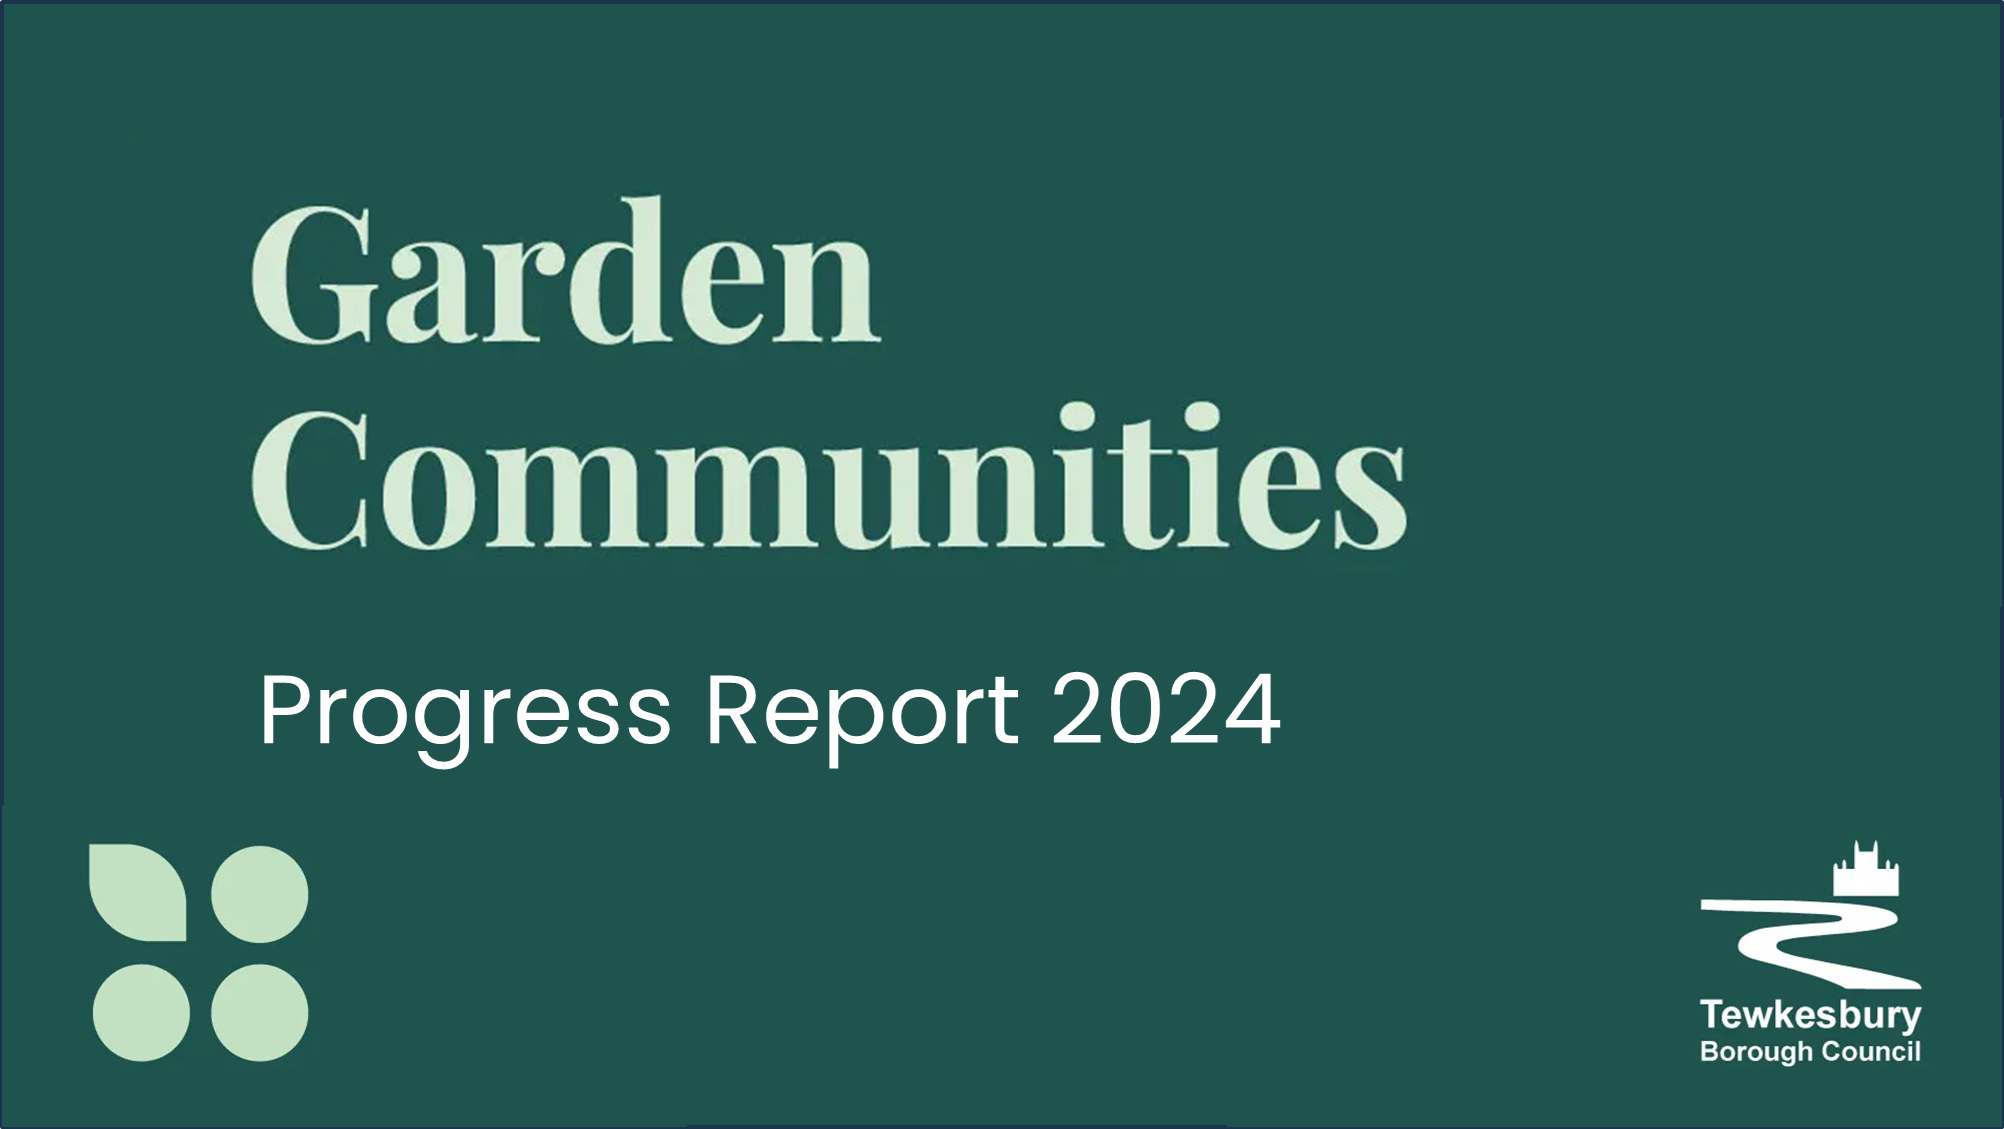 Garden
Communities
Progress Report 2024
Tewkesbury
Borough Council